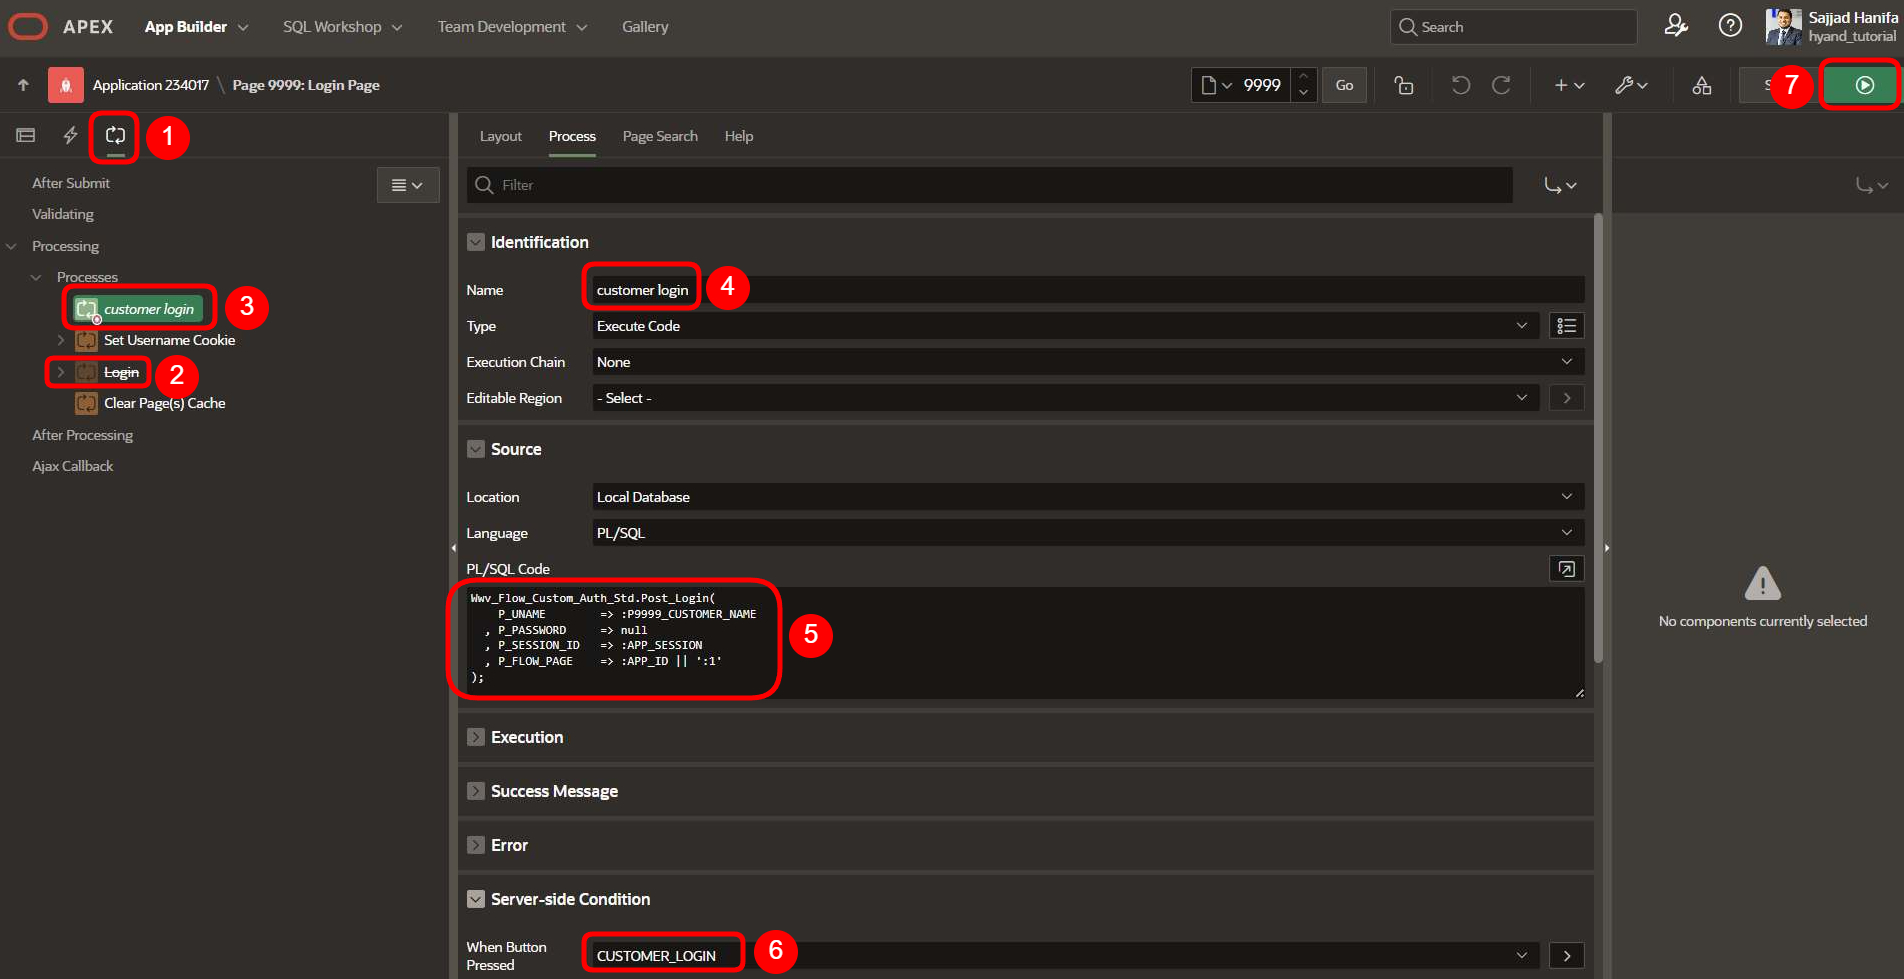 APEX App Builder SQL Workshop Team Development Gallery Search Sajjad Hanifa
hyand_tutorial
Application 234017 \ Page 9999: Login Page 9999 Go 7
1 Layout Process Page Search Help
After Submit
Filter
Validating
Processing
Processes
customer login 3
Set Username Cookie
Login 2
Clear Page(s) Cache
After Processing
Ajax Callback
Identification
Name customer login 4
Type Execute Code
Execution Chain None
Editable Region - Select -
Source
Location Local Database
Language PL/SQL
PL/SQL Code
Wwv_Flow_Custom_Auth_Std.Post_Login(
P_UNAME => :P9999_CUSTOMER_NAME
, P_PASSWORD => null
, P_SESSION_ID => :APP_SESSION
, P_FLOW_PAGE => :APP_ID || ':1'
);
5
No components currently selected
Execution
Success Message
Error
Server-side Condition
When Button
Pressed
CUSTOMER_LOGIN 6